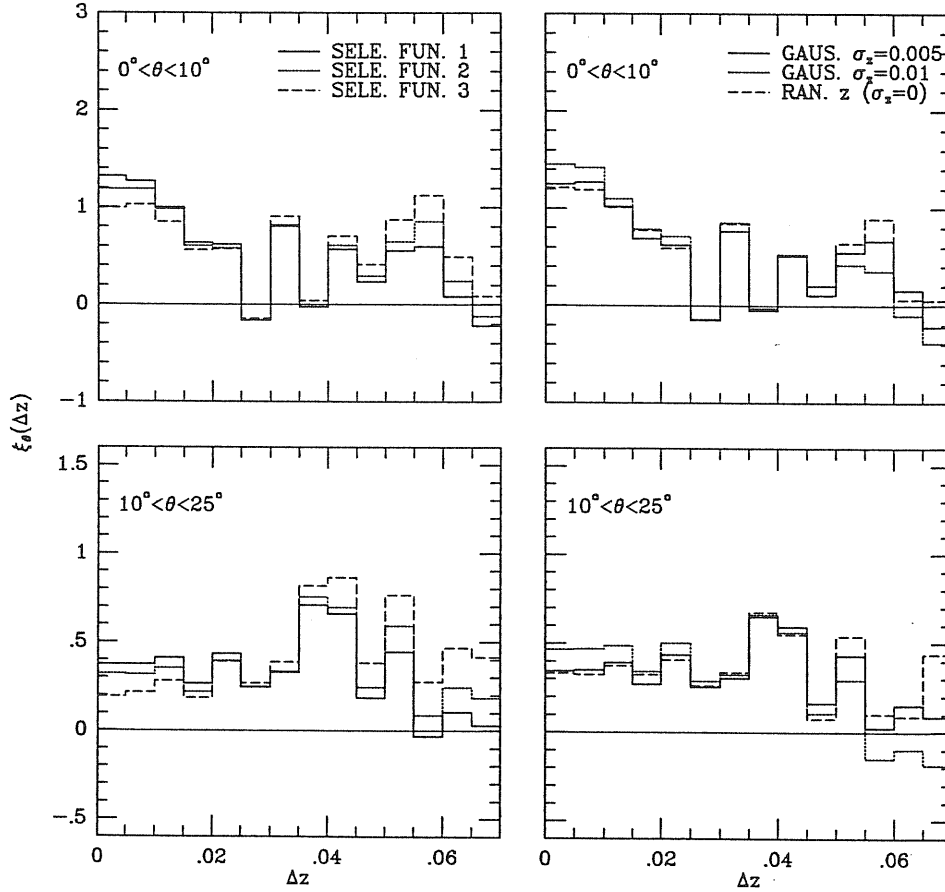 3
0°<θ<10°
SELE. FUN. 1
SELE. FUN. 2
SELE. FUN. 3
2
1
0
−1
0°<θ<10°
GAUS. σz=0.005
GAUS. σz=0.01
RAN. z (σz=0)
ξθ(Δz)
1.5
10°<θ<25°
1
.5
0
−.5
0 .02 .04 .06
Δz
10°<θ<25°
0 .02 .04 .06
Δz